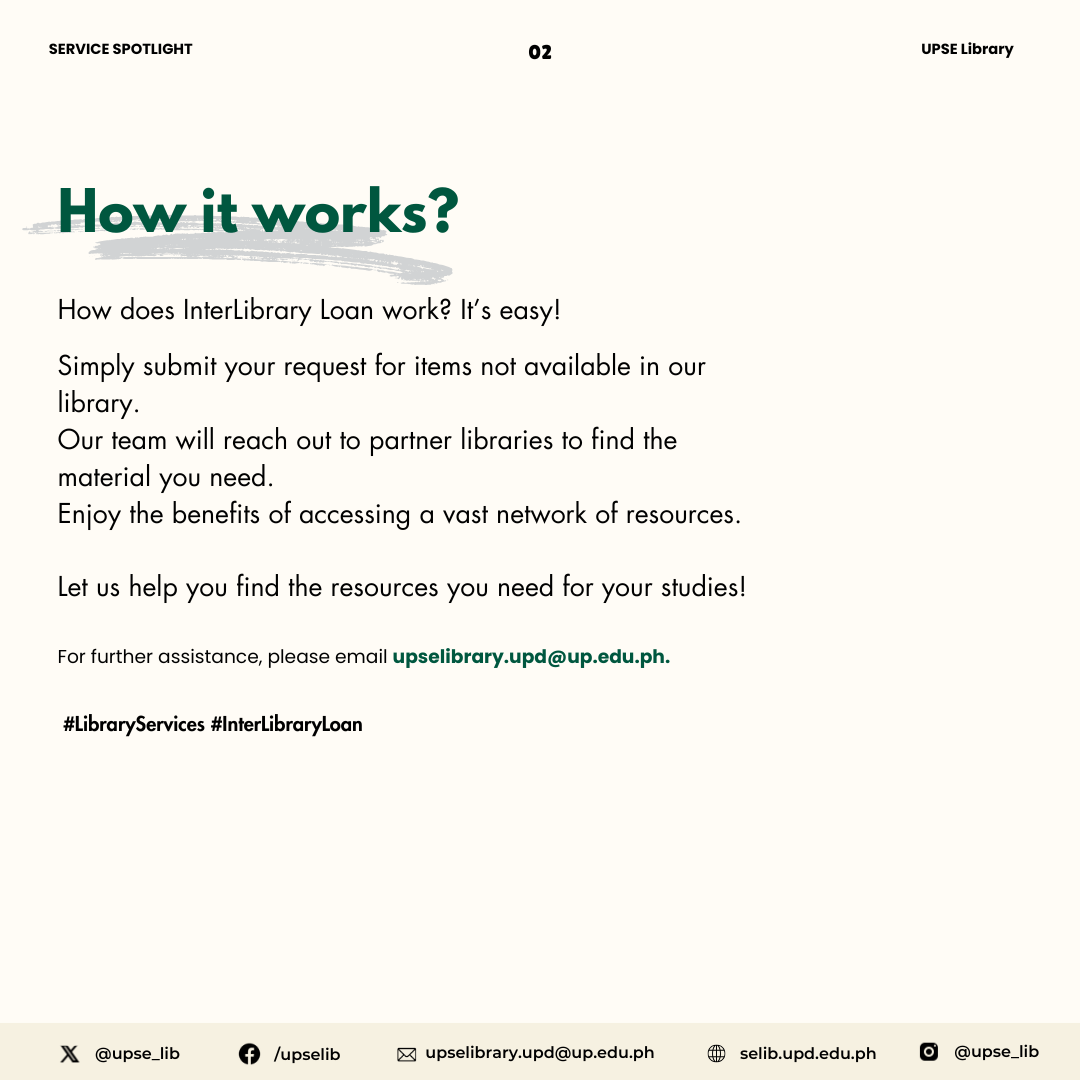 SERVICE SPOTLIGHT
02
UPSE Library
How it works?
How does InterLibrary Loan work? It's easy!
Simply submit your request for items not available in our
library.
Our team will reach out to partner libraries to find the
material you need.
Enjoy the benefits of accessing a vast network of resources.
Let us help you find the resources you need for your studies!
For further assistance, please email upselibrary.upd@up.edu.ph.
#LibraryServices #InterLibraryLoan
@upse_lib
/upselib
upselibrary.upd@up.edu.ph
selib.upd.edu.ph
@upse_lib